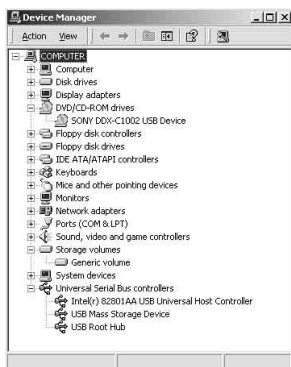 Device Manager
Action View
COMPUTER
Computer
Disk drives
Display adapters
DVD/CD-ROM drives
SONY DDX-C1002 USB Device
Floppy disk controllers
Floppy disk drives
IDE ATA/ATAPI controllers
Keyboards
Mice and other pointing devices
Monitors
Network adapters
Ports (COM & LPT)
Sound, video and game controllers
Storage volumes
Generic volume
System devices
Universal Serial Bus controllers
Intel(r) 82801AA USB Universal Host Controller
USB Mass Storage Device
USB Root Hub